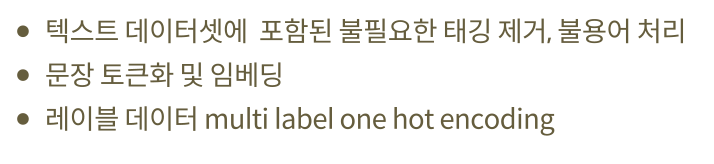 ● 텍스트 데이터셋에 포함된 불필요한 태깅 제거, 불용어 처리
● 문장 토큰화 및 임베딩
● 레이블 데이터 multi label one hot encoding